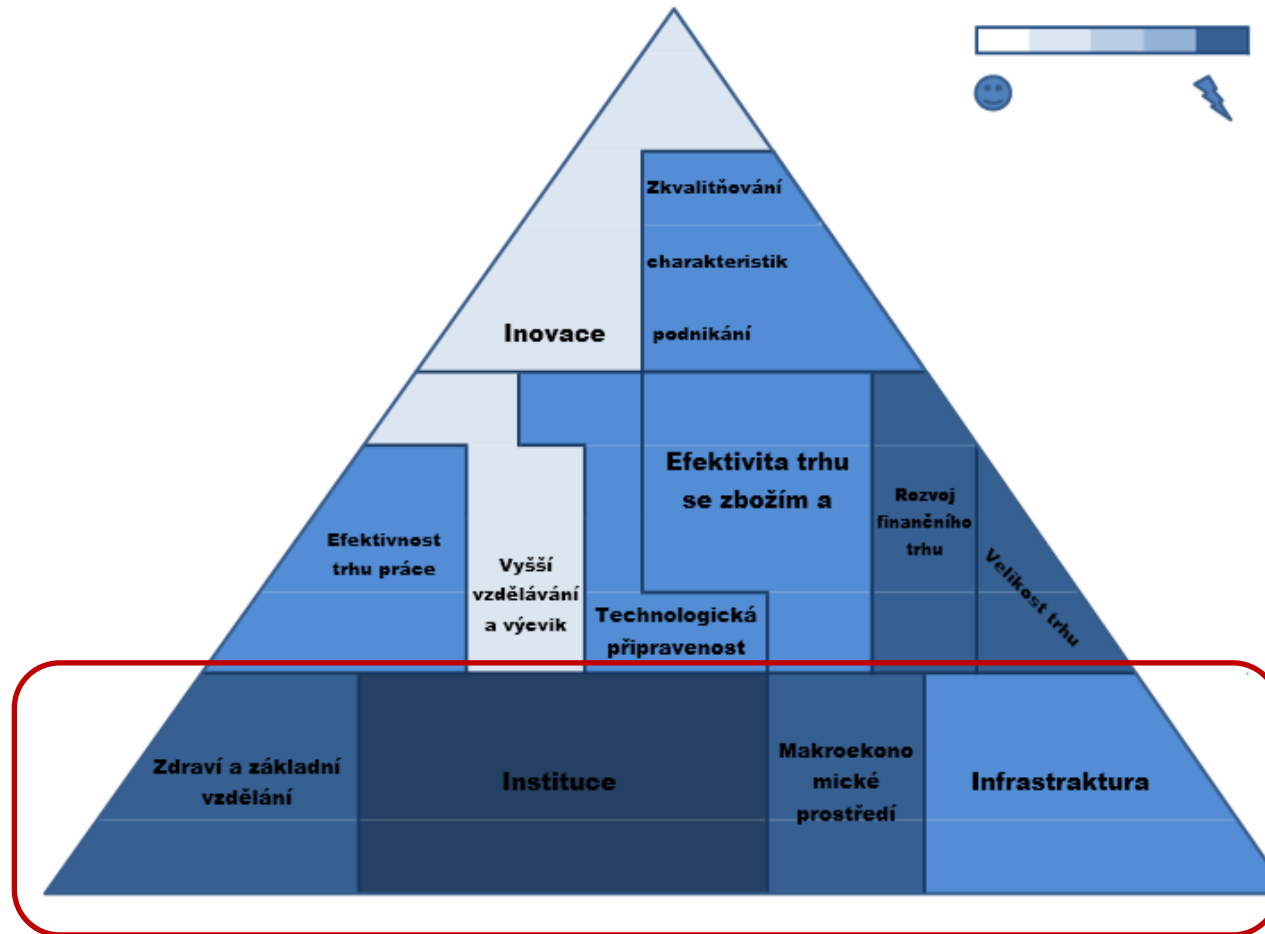 Zkvalitňování
charakteristik
podnikání
Inovace
Efektivita trhu
se zbožím a
Rozvoj
finančního
trhu
Velikost trhu
Efektivnost
trhu práce
Vyšší
vzdělávání
a výcvik
Technologická
připravenost
Zdraví a základní
vzdělání
Instituce
Makroekono
mické
prostředí
Infrastraktura